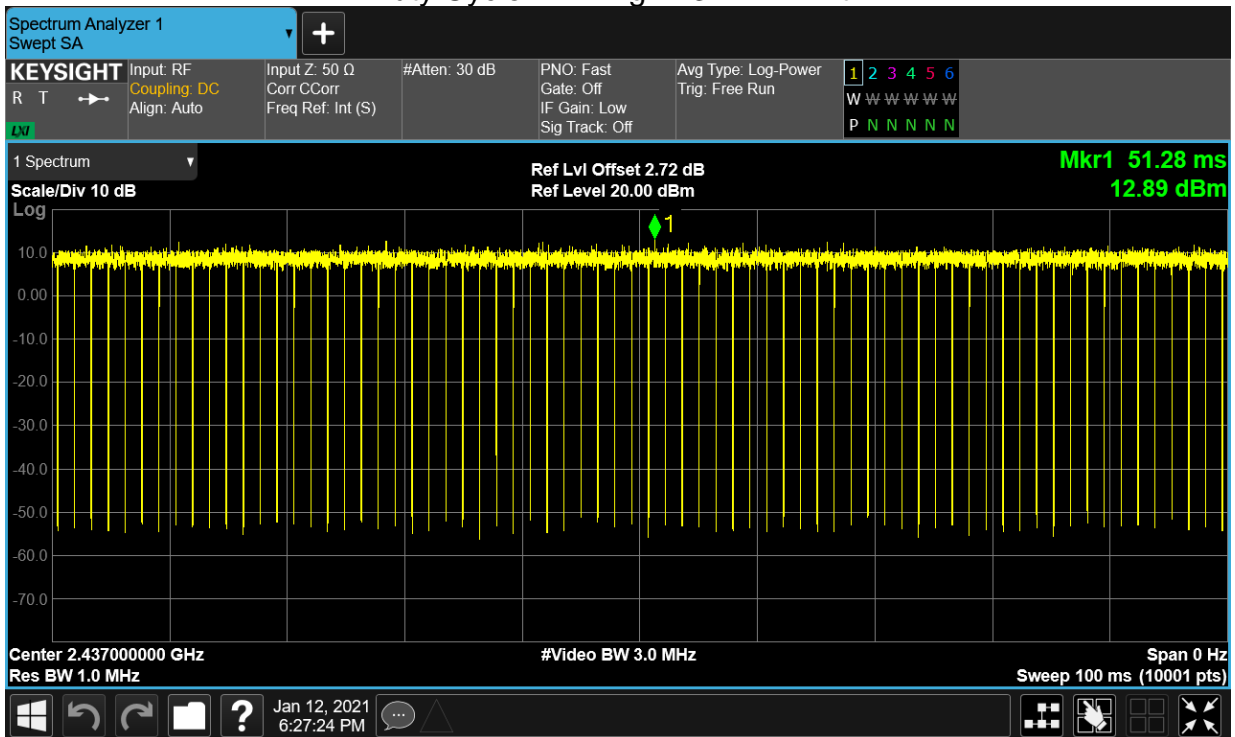 Spectrum Analyzer 1
Swept SA
KEYSIGHT
R T
LXI
Input: RF
Coupling: DC
Align: Auto
Input Z: 50 Ω
Corr CCorr
Freq Ref: Int (S)
#Atten: 30 dB
PNO: Fast
Gate: Off
IF Gain: Low
Sig Track: Off
Avg Type: Log-Power
Trig: Free Run
1 2 3 4 5 6
W W W W W W
P N N N N N
1 Spectrum
Scale/Div 10 dB
Log
Ref Lvl Offset 2.72 dB
Ref Level 20.00 dBm
Mkr1 51.28 ms
12.89 dBm
1
10.0
0.00
-10.0
-20.0
-30.0
-40.0
-50.0
-60.0
-70.0
Center 2.437000000 GHz
Res BW 1.0 MHz
#Video BW 3.0 MHz
Span 0 Hz
Sweep 100 ms (10001 pts)
?
Jan 12, 2021
6:27:24 PM